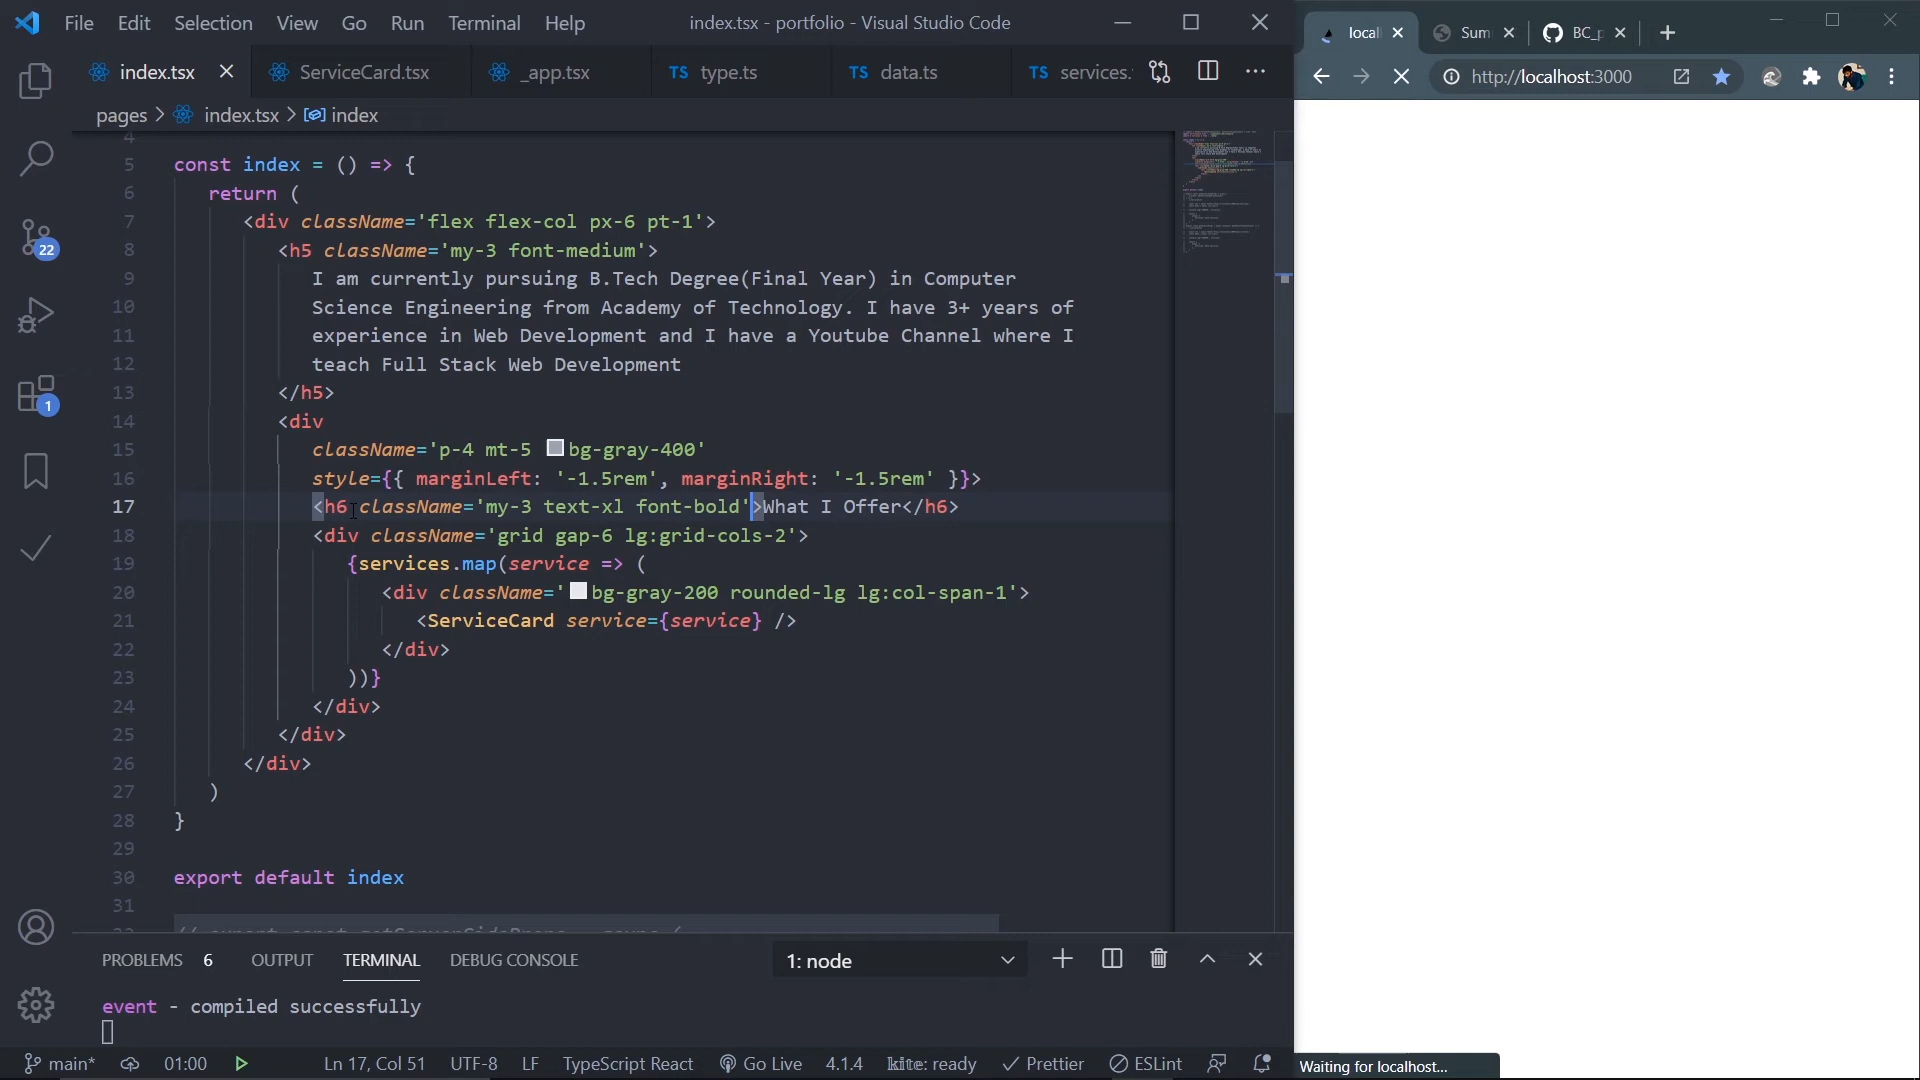 File Edit Selection View Go Run Terminal Help index.tsx - portfolio - Visual Studio Code
index.tsx ServiceCard.tsx _app.tsx TS type.ts TS data.ts TS services.
pages > index.tsx > index
4
5 const index = () => {
6 return (
7 <div className='flex flex-col px-6 pt-1'>
8 <h5 className='my-3 font-medium'>
9 I am currently pursuing B.Tech Degree(Final Year) in Computer
10 Science Engineering from Academy of Technology. I have 3+ years of
11 experience in Web Development and I have a Youtube Channel where I
12 teach Full Stack Web Development
13 </h5>
14 <div
15 className='p-4 mt-5 bg-gray-400'
16 style={{ marginLeft: '-1.5rem', marginRight: '-1.5rem' }}>
17 <h6 className='my-3 text-xl font-bold'>What I Offer</h6>
18 <div className='grid gap-6 lg:grid-cols-2'>
19 {services.map(service => (
20 <div className='bg-gray-200 rounded-lg lg:col-span-1'>
21 <ServiceCard service={service} />
22 </div>
23 ))}
24 </div>
25 </div>
26 </div>
27 )
28 }
29
30 export default index
31
22
1
PROBLEMS 6 OUTPUT TERMINAL DEBUG CONSOLE 1: node
event - compiled successfully
main* 01:00 Ln 17, Col 51 UTF-8 LF TypeScript React Go Live 4.1.4 kite: ready Prettier ESLint
local Sum BC_p
http://localhost:3000
Waiting for localhost...